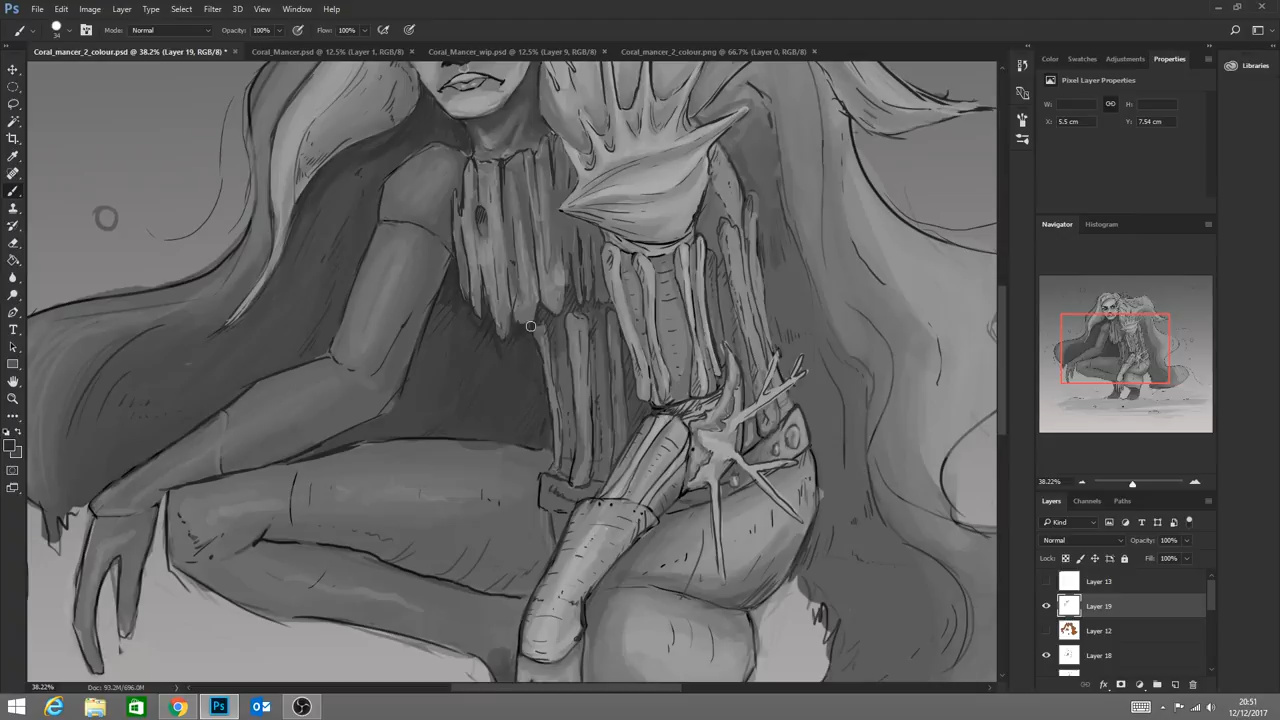 Ps File Edit Image Layer Type Select Filter 3D View Window Help
34 Mode: Normal Opacity: 100% Flow: 100%
Coral_mancer_2_colour.psd @ 38.2% (Layer 19, RGB/8) * Coral_Mancer.psd @ 12.5% (Layer 1, RGB/8) Coral_Mancer_wip.psd @ 12.5% (Layer 9, RGB/8) Coral_mancer_2_colour.png @ 66.7% (Layer 0, RGB/8)
Color Swatches Adjustments Properties
Libraries
Pixel Layer Properties
W: H:
X: 5.5 cm Y: 7.54 cm
Navigator Histogram
38.22%
Layers Channels Paths
Kind
Normal Opacity: 100%
Lock: Fill: 100%
Layer 13
Layer 19
Layer 12
Layer 18
38.22% Doc: 93.2M/696.0M
Ps
20:51
12/12/2017